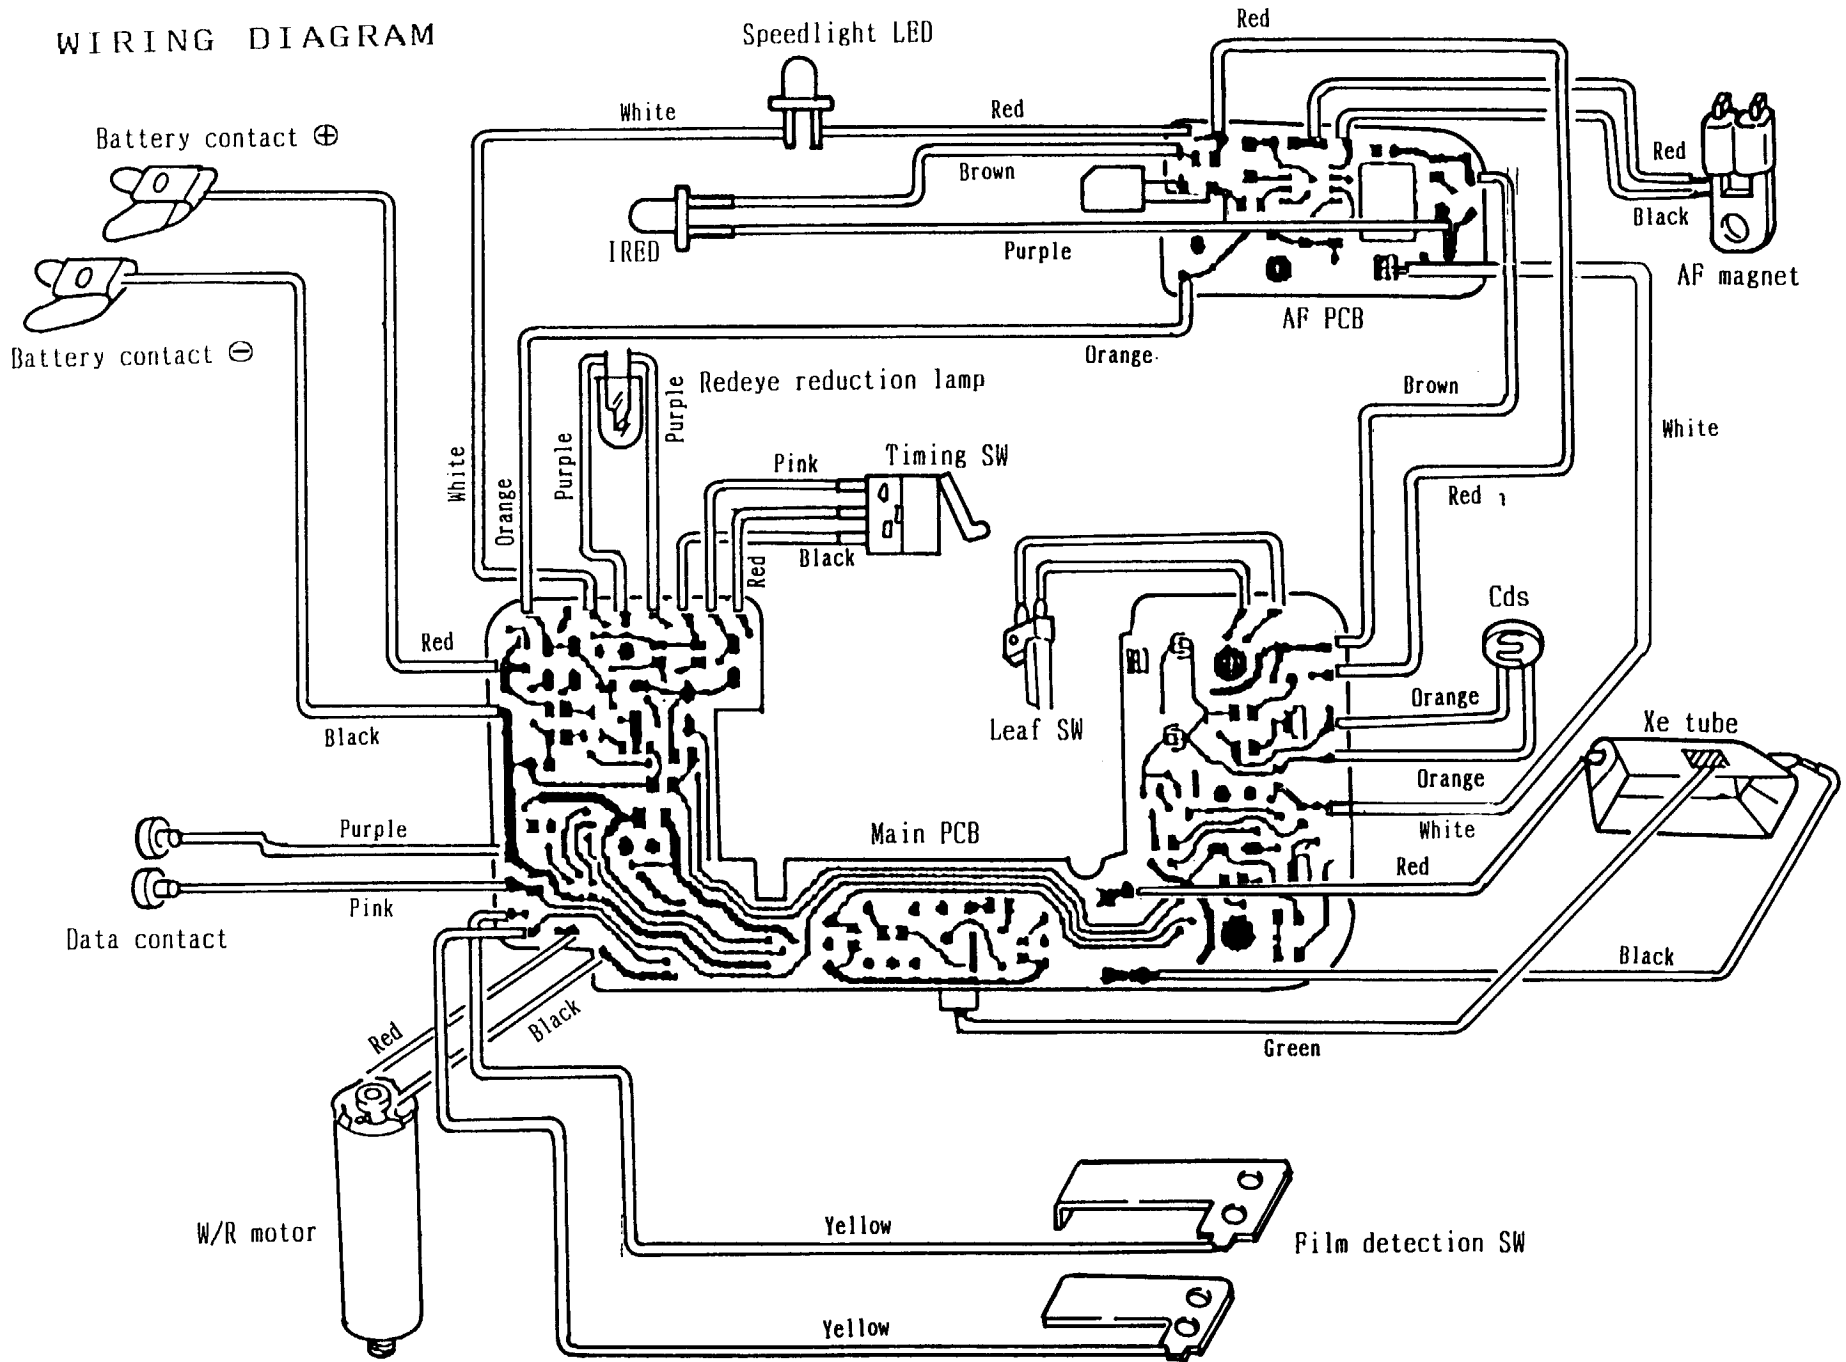 WIRING DIAGRAM
Speedlight LED
Red
White
Red
Battery contact ⊕
Brown
Red
Black
IRED
Purple
AF magnet
AF PCB
Battery contact ⊖
Orange
Redeye reduction lamp
Purple
Brown
White
Timing SW
Pink
Purple
White
Orange
Red
Black
Red
Cds
Red
Orange
Leaf SW
Xe tube
Black
Orange
Purple
Main PCB
White
Red
Pink
Data contact
Black
Red
Black
Green
W/R motor
Yellow
Film detection SW
Yellow